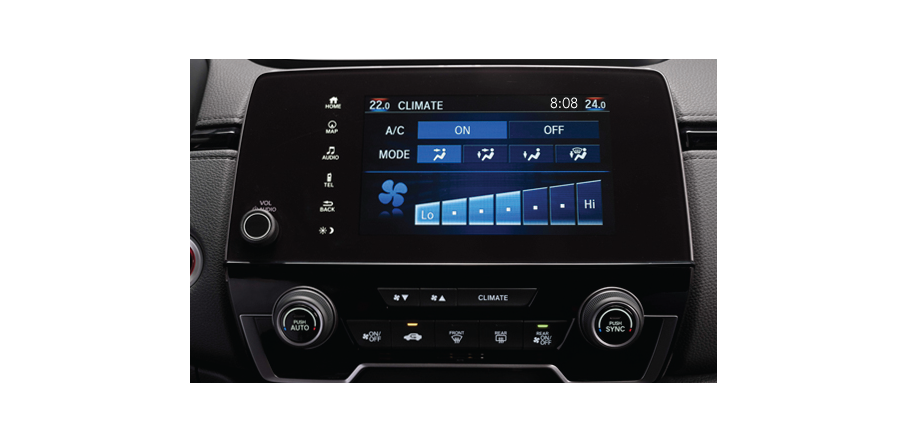 HOME
MAP
AUDIO
TEL
BACK
VOL
AUDIO
22.0 CLIMATE 8:08 24.0
A/C ON OFF
MODE
Lo Hi
CLIMATE
PUSH
AUTO
ON/
OFF
FRONT
REAR
REAR
ON/
OFF
PUSH
SYNC